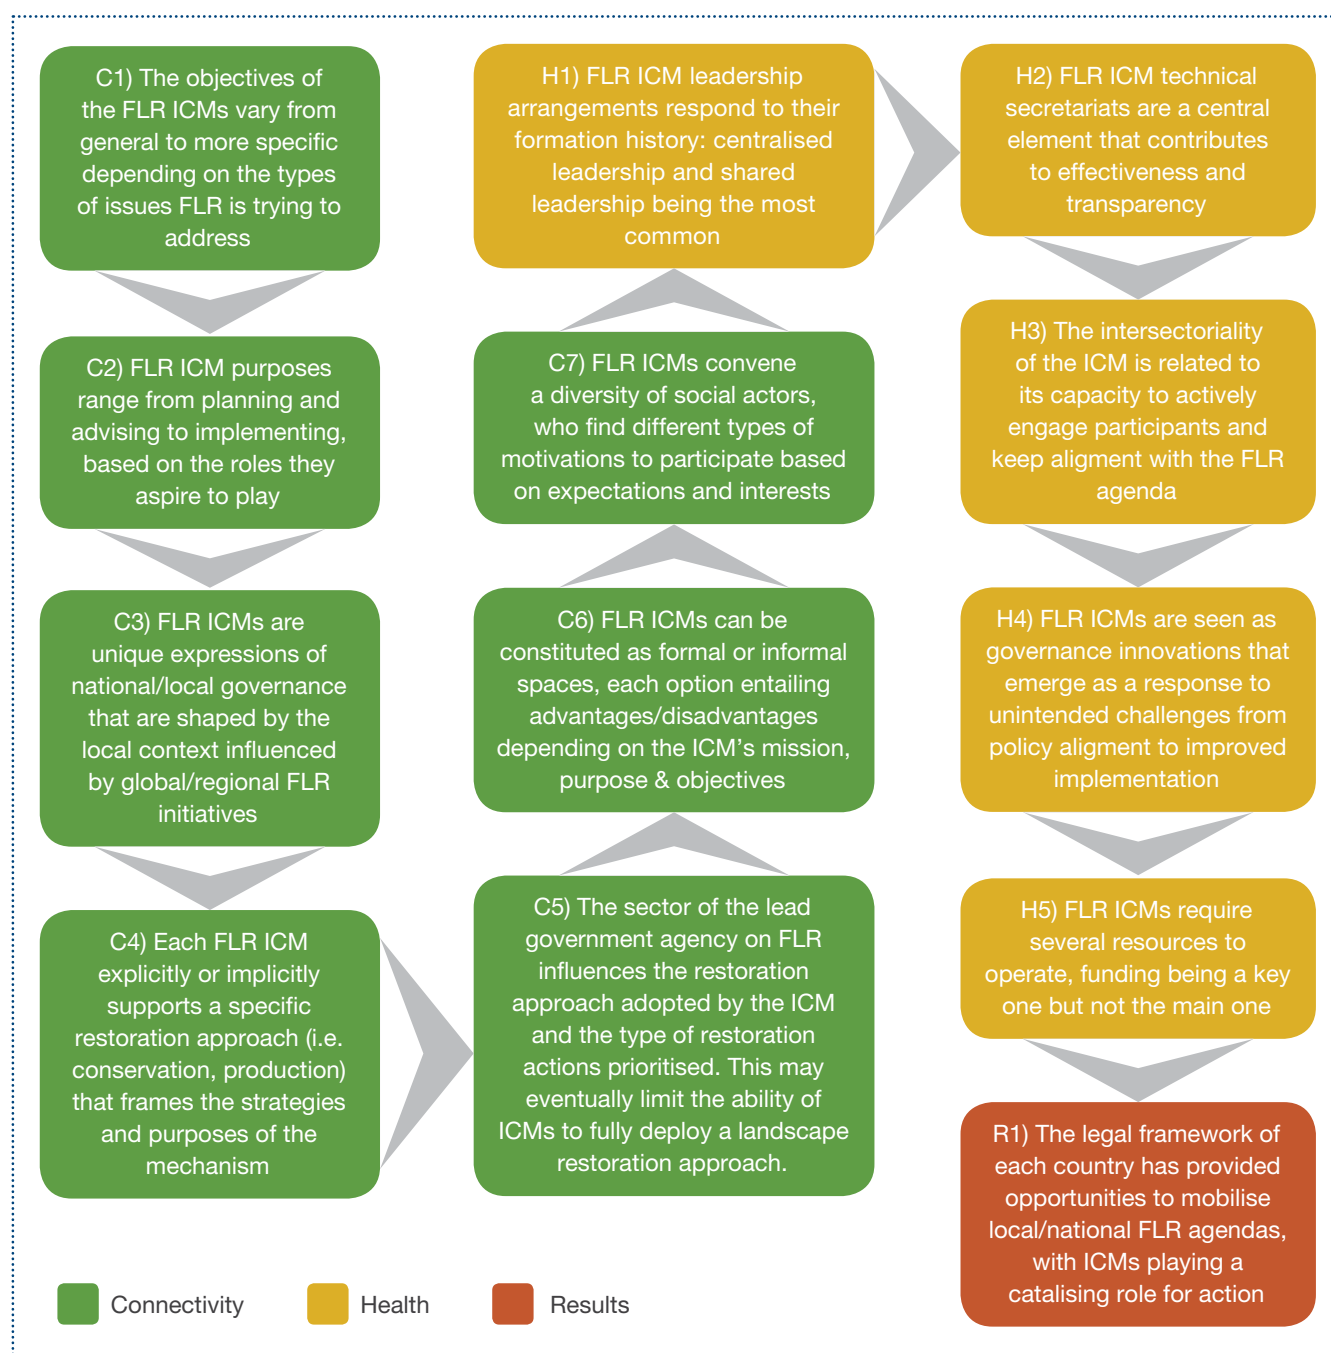 C1) The objectives of
the FLR ICMs vary from
general to more specific
depending on the types
of issues FLR is trying to
address
C2) FLR ICM purposes
range from planning and
advising to implementing,
based on the roles they
aspire to play
C3) FLR ICMs are
unique expressions of
national/local governance
that are shaped by the
local context influenced
by global/regional FLR
initiatives
C4) Each FLR ICM
explicitly or implicitly
supports a specific
restoration approach (i.e.
conservation, production)
that frames the strategies
and purposes of the
mechanism
C5) The sector of the lead
government agency on FLR
influences the restoration
approach adopted by the ICM
and the type of restoration
actions prioritised. This may
eventually limit the ability of
ICMs to fully deploy a landscape
restoration approach.
C6) FLR ICMs can be
constituted as formal or informal
spaces, each option entailing
advantages/disadvantages
depending on the ICM's mission,
purpose & objectives
C7) FLR ICMs convene
a diversity of social actors,
who find different types of
motivations to participate based
on expectations and interests
H1) FLR ICM leadership
arrangements respond to their
formation history: centralised
leadership and shared
leadership being the most
common
H2) FLR ICM technical
secretariats are a central
element that contributes
to effectiveness and
transparency
H3) The intersectoriality
of the ICM is related to
its capacity to actively
engage participants and
keep aligment with the FLR
agenda
H4) FLR ICMs are seen as
governance innovations that
emerge as a response to
unintended challenges from
policy aligment to improved
implementation
H5) FLR ICMs require
several resources to
operate, funding being a key
one but not the main one
R1) The legal framework of
each country has provided
opportunities to mobilise
local/national FLR agendas,
with ICMs playing a
catalising role for action
Connectivity
Health
Results